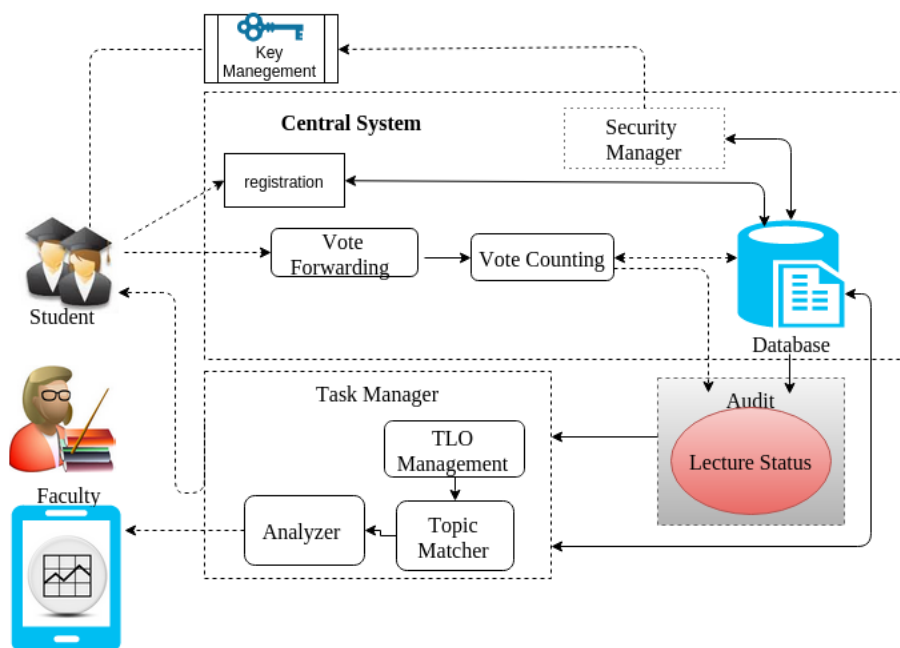 Key
Manegement
Central System
Security
Manager
registration
Vote
Forwarding
Vote Counting
Student
Database
Task Manager
Audit
TLO
Management
Lecture Status
Faculty
Analyzer
Topic
Matcher